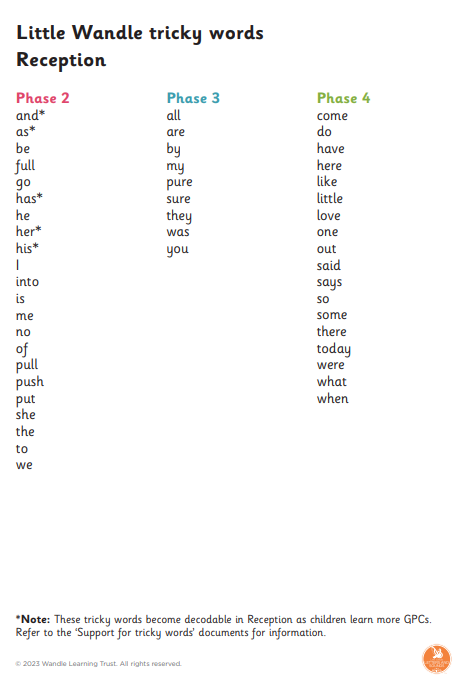 Little Wandle tricky words
Reception
Phase 2
and*
as*
be
full
go
has*
he
her*
his*
I
into
is
me
no
of
pull
push
put
she
the
to
we
Phase 3
all
are
by
my
pure
sure
they
was
you
Phase 4
come
do
have
here
like
little
love
one
out
said
says
so
some
there
today
were
what
when
*Note: These tricky words become decodable in Reception as children learn more GPCs.
Refer to the ‘Support for tricky words’ documents for information.
© 2023 Wandle Learning Trust. All rights reserved.